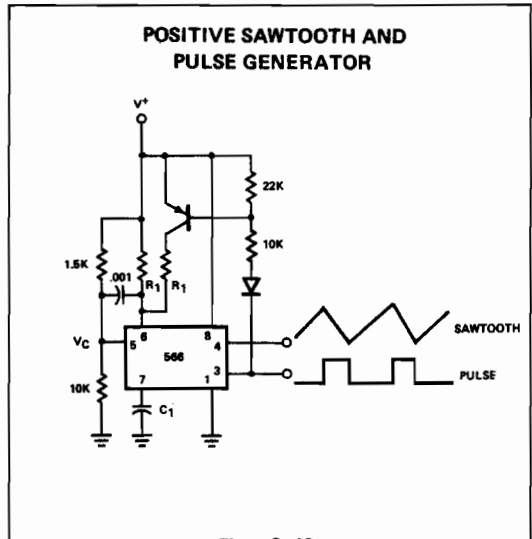 POSITIVE SAWTOOTH AND
PULSE GENERATOR
V+
22K
10K
1.5K
.001
R1
R1
VC
5
6
8
4
566
7
1
3
10K
C1
SAWTOOTH
PULSE